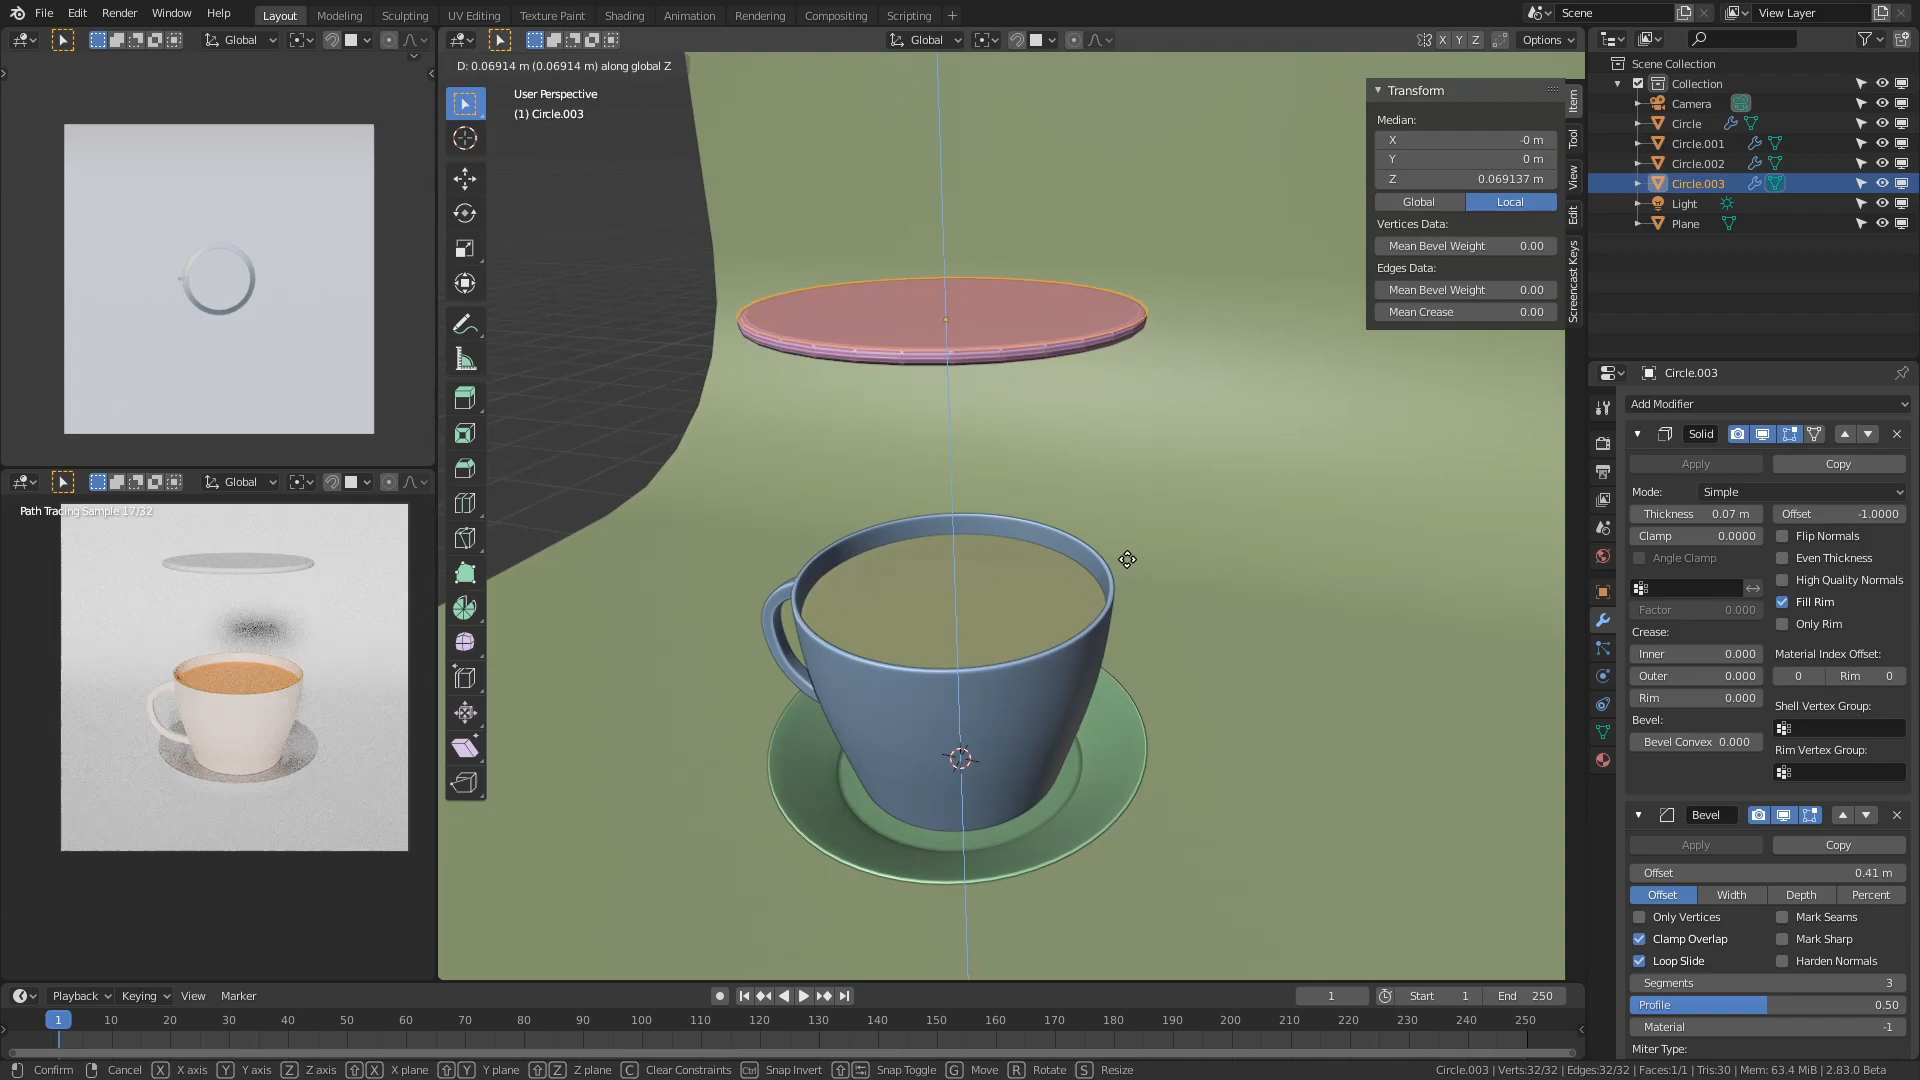 File Edit Render Window Help Layout Modeling Sculpting UV Editing Texture Paint Shading Animation Rendering Compositing Scripting + Scene View Layer
Global Global X Y Z Options
D: 0.06914 m (0.06914 m) along global Z
User Perspective
(1) Circle.003
Transform
Median:
X -0 m
Y 0 m
Z 0.069137 m
Global Local
Vertices Data:
Mean Bevel Weight 0.00
Edges Data:
Mean Bevel Weight 0.00
Mean Crease 0.00
Item
Tool
View
Edit
Screencast Keys
Scene Collection
Collection
Camera
Circle
Circle.001
Circle.002
Circle.003
Light
Plane
Circle.003
Add Modifier
Solid
Apply Copy
Mode: Simple
Thickness 0.07 m Offset -1.0000
Clamp 0.0000 Flip Normals
Angle Clamp Even Thickness
High Quality Normals
Factor 0.000 Fill Rim
Crease: Only Rim
Inner 0.000 Material Index Offset:
Outer 0.000 0 Rim 0
Rim 0.000 Shell Vertex Group:
Bevel:
Bevel Convex 0.000 Rim Vertex Group:
Bevel
Apply Copy
Offset 0.41 m
Offset Width Depth Percent
Only Vertices Mark Seams
Clamp Overlap Mark Sharp
Loop Slide Harden Normals
Segments 3
Profile 0.50
Material -1
Miter Type:
Global
Path Tracing Sample 17/32
Playback Keying View Marker 1 Start 1 End 250
1 10 20 30 40 50 60 70 80 90 100 110 120 130 140 150 160 170 180 190 200 210 220 230 240 250
Confirm Cancel X X axis Y Y axis Z Z axis X X plane Y Y plane Z Z plane C Clear Constraints Ctrl Snap Invert Snap Toggle G Move R Rotate S Resize Circle.003 | Verts:32/32 | Edges:32/32 | Faces:1/1 | Tris:30 | Mem: 63.4 MiB | 2.83.0 Beta